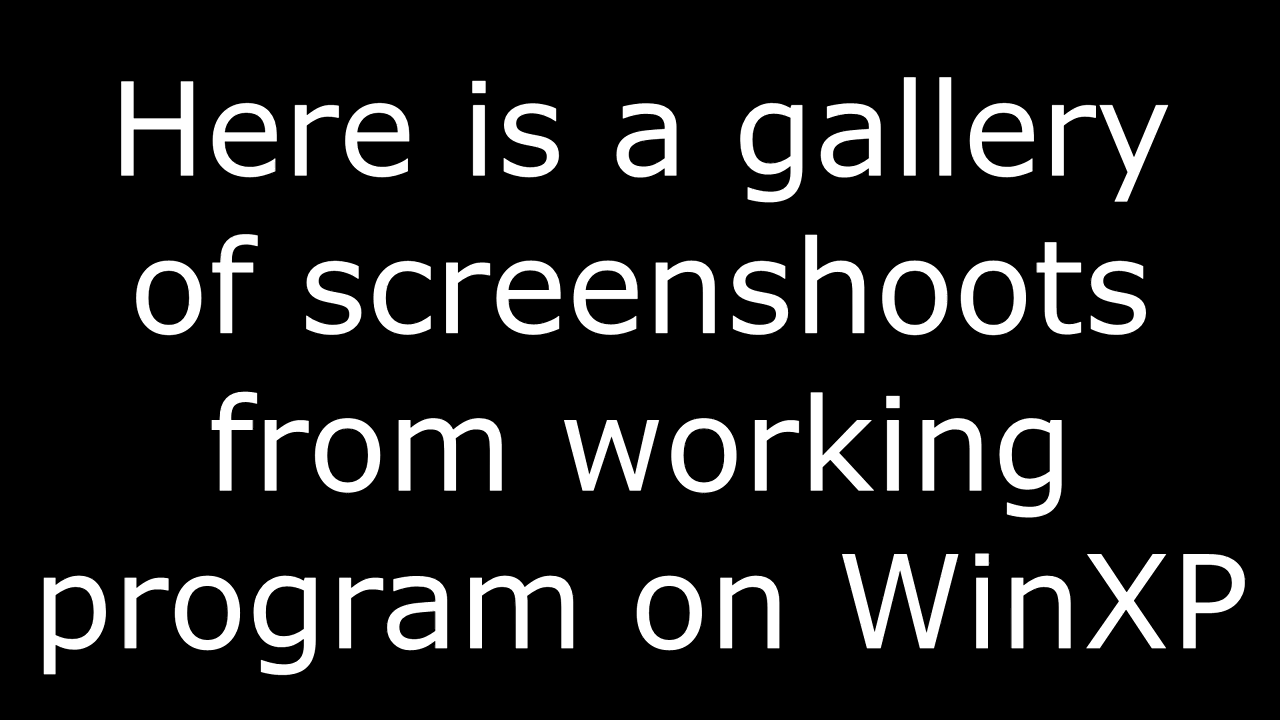 Here is a gallery
of screenshoots
from working
program on WinXP